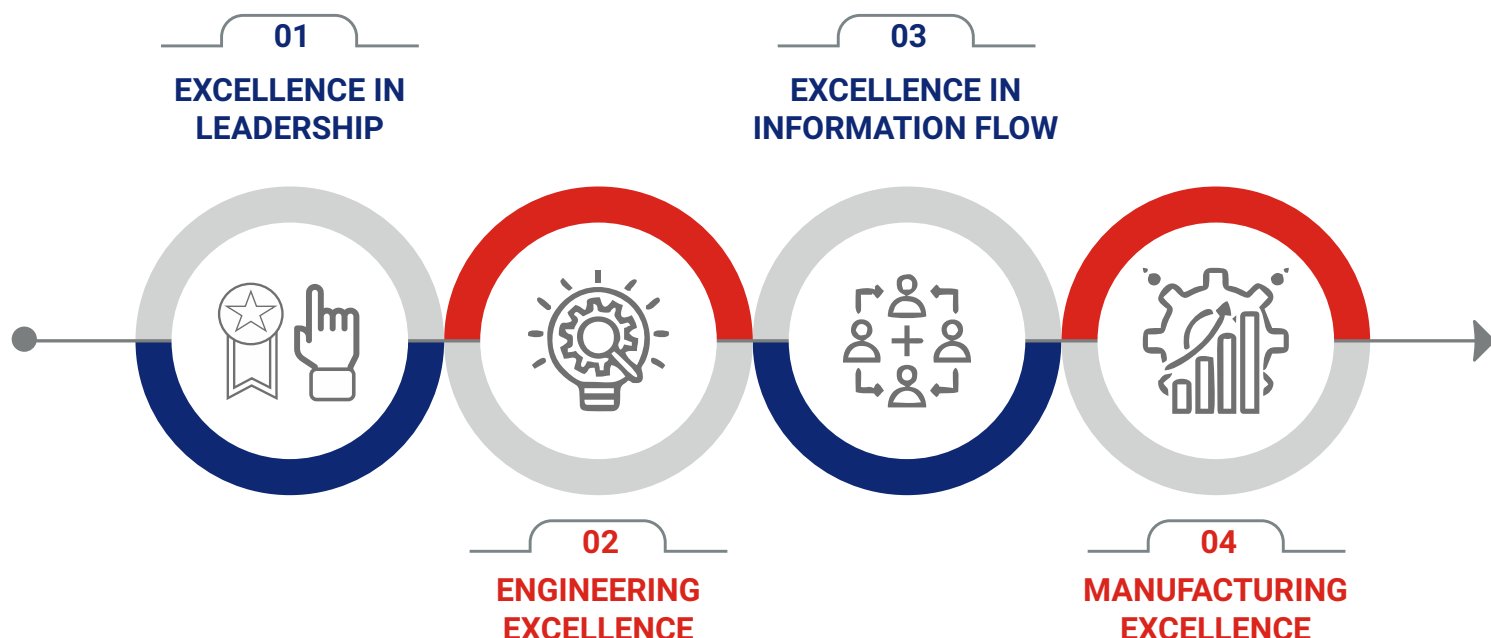 01
EXCELLENCE IN
LEADERSHIP
02
ENGINEERING
EXCELLENCE
03
EXCELLENCE IN
INFORMATION FLOW
04
MANUFACTURING
EXCELLENCE